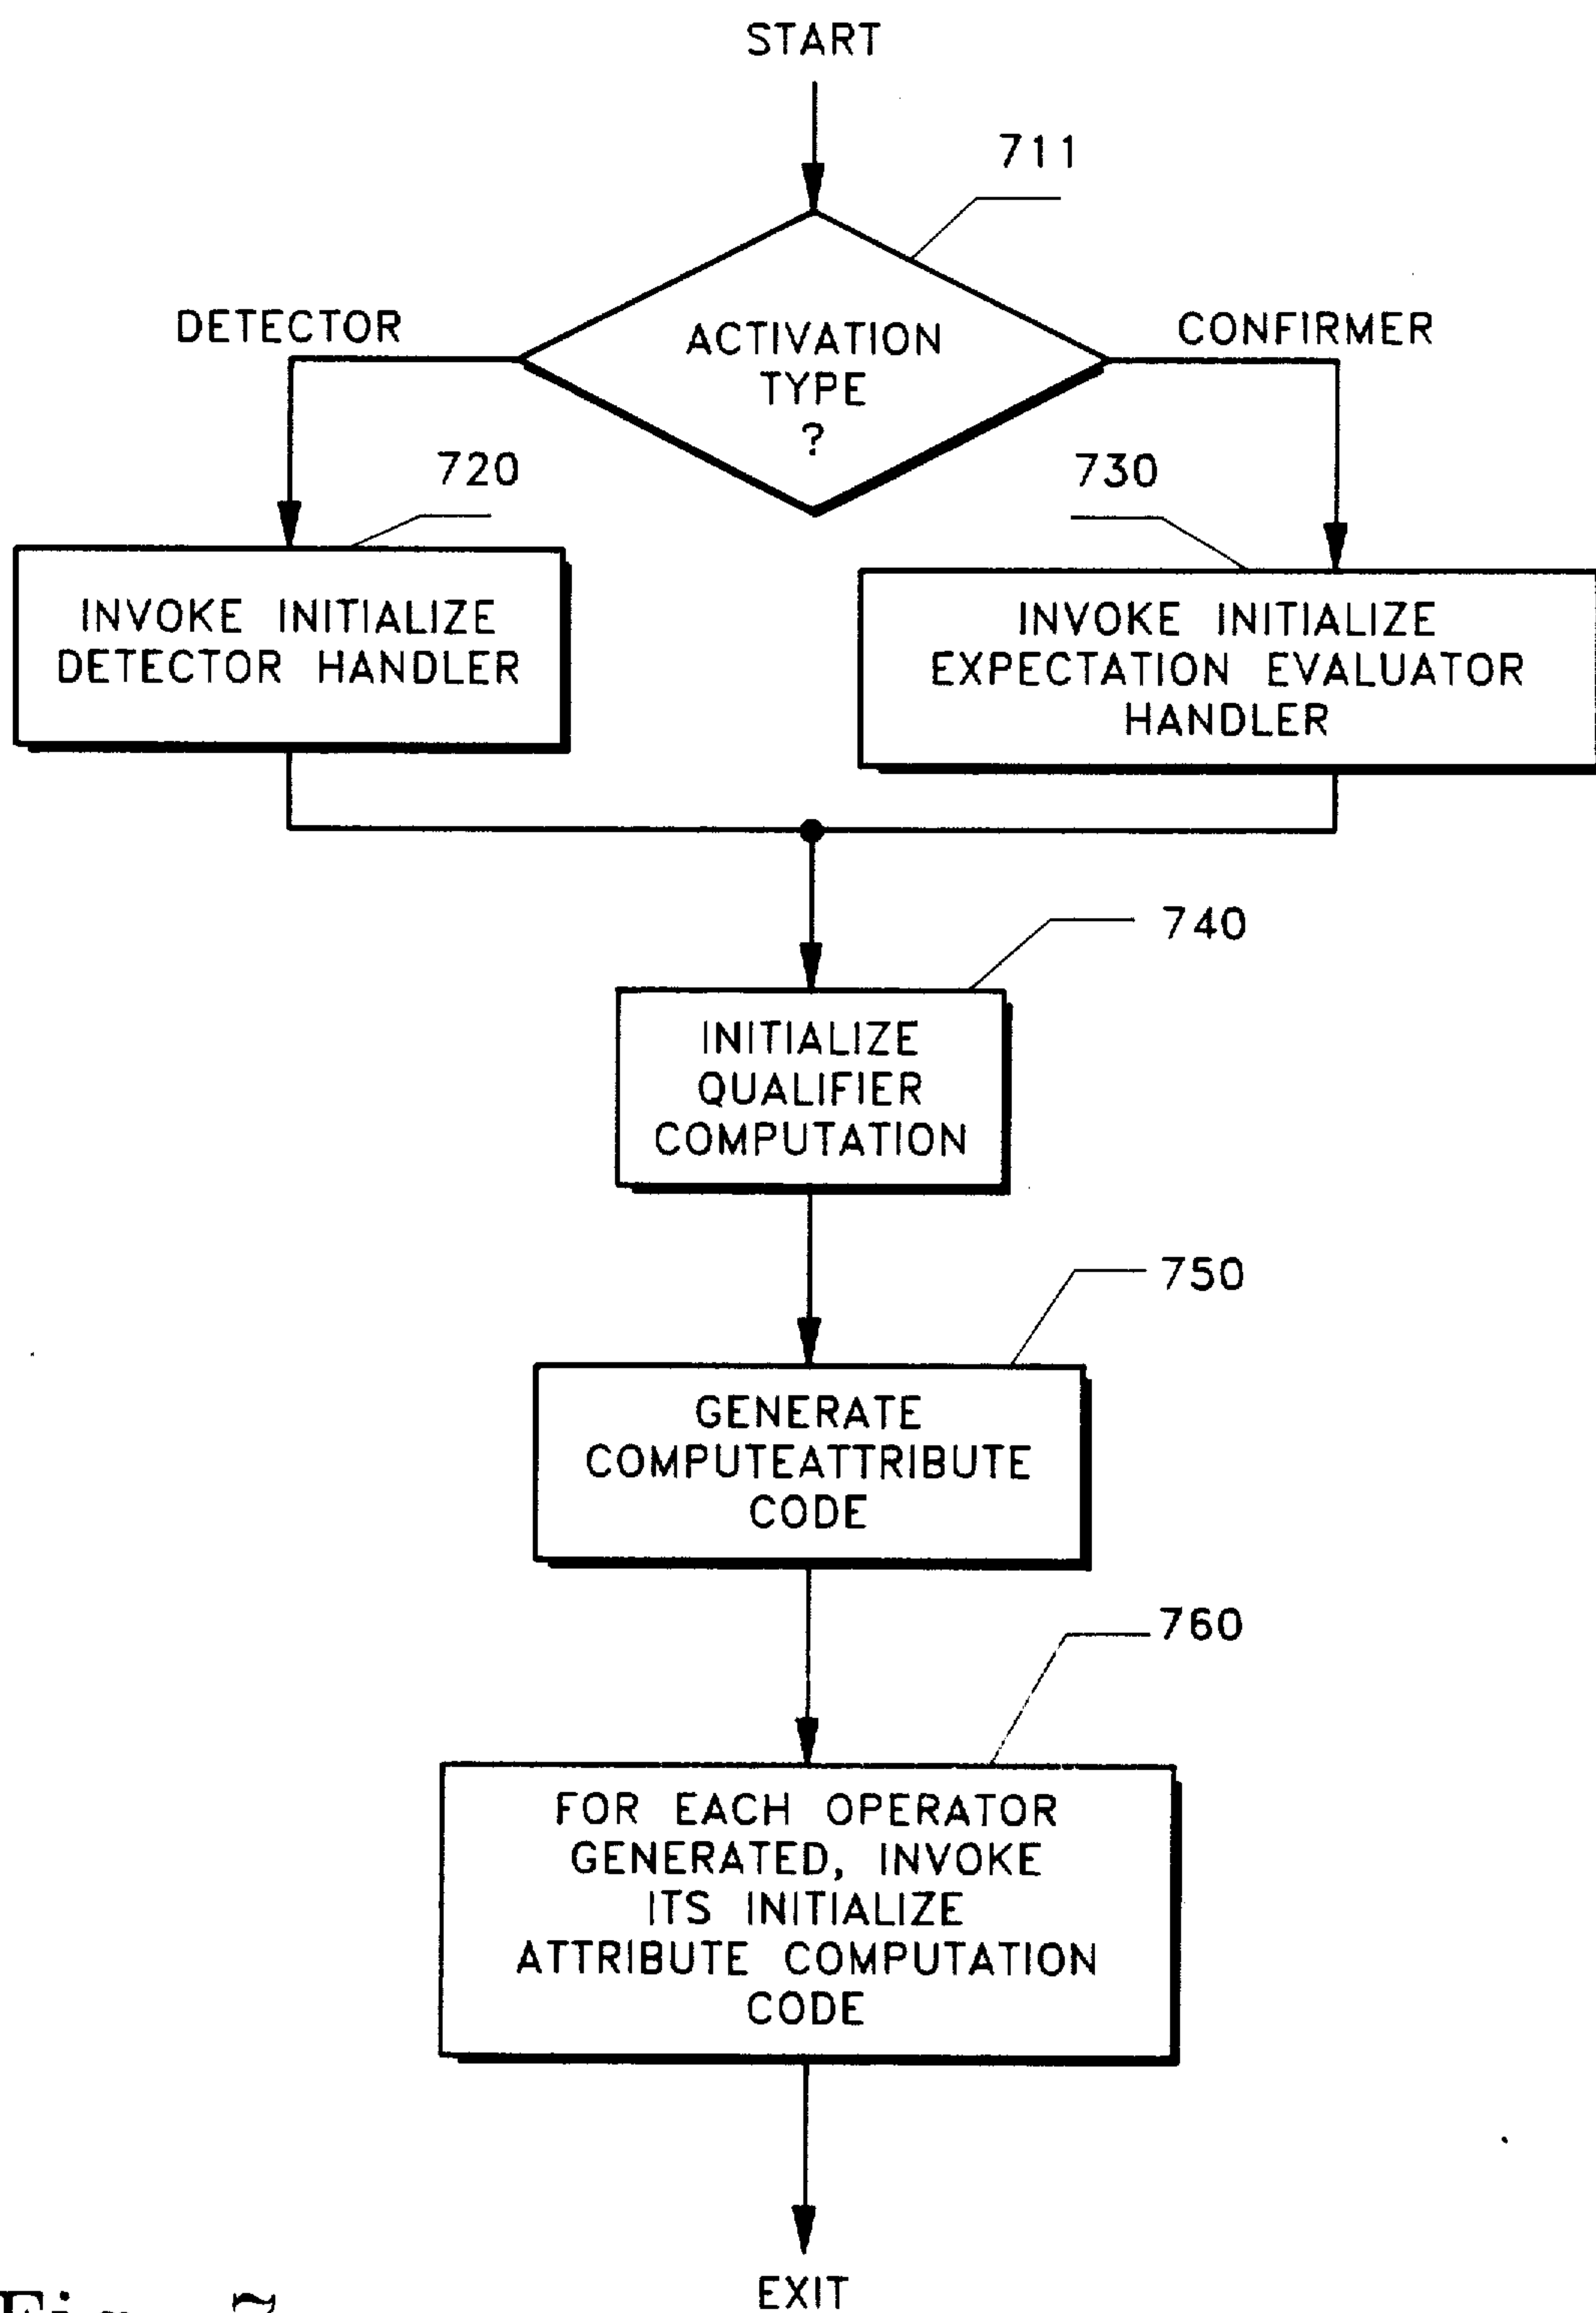 START
711
DETECTOR
CONFIRMER
ACTIVATION
TYPE
?
720
730
INVOKE INITIALIZE
DETECTOR HANDLER
INVOKE INITIALIZE
EXPECTATION EVALUATOR
HANDLER
740
INITIALIZE
QUALIFIER
COMPUTATION
750
GENERATE
COMPUTEATTRIBUTE
CODE
760
FOR EACH OPERATOR
GENERATED, INVOKE
ITS INITIALIZE
ATTRIBUTE COMPUTATION
CODE
EXIT